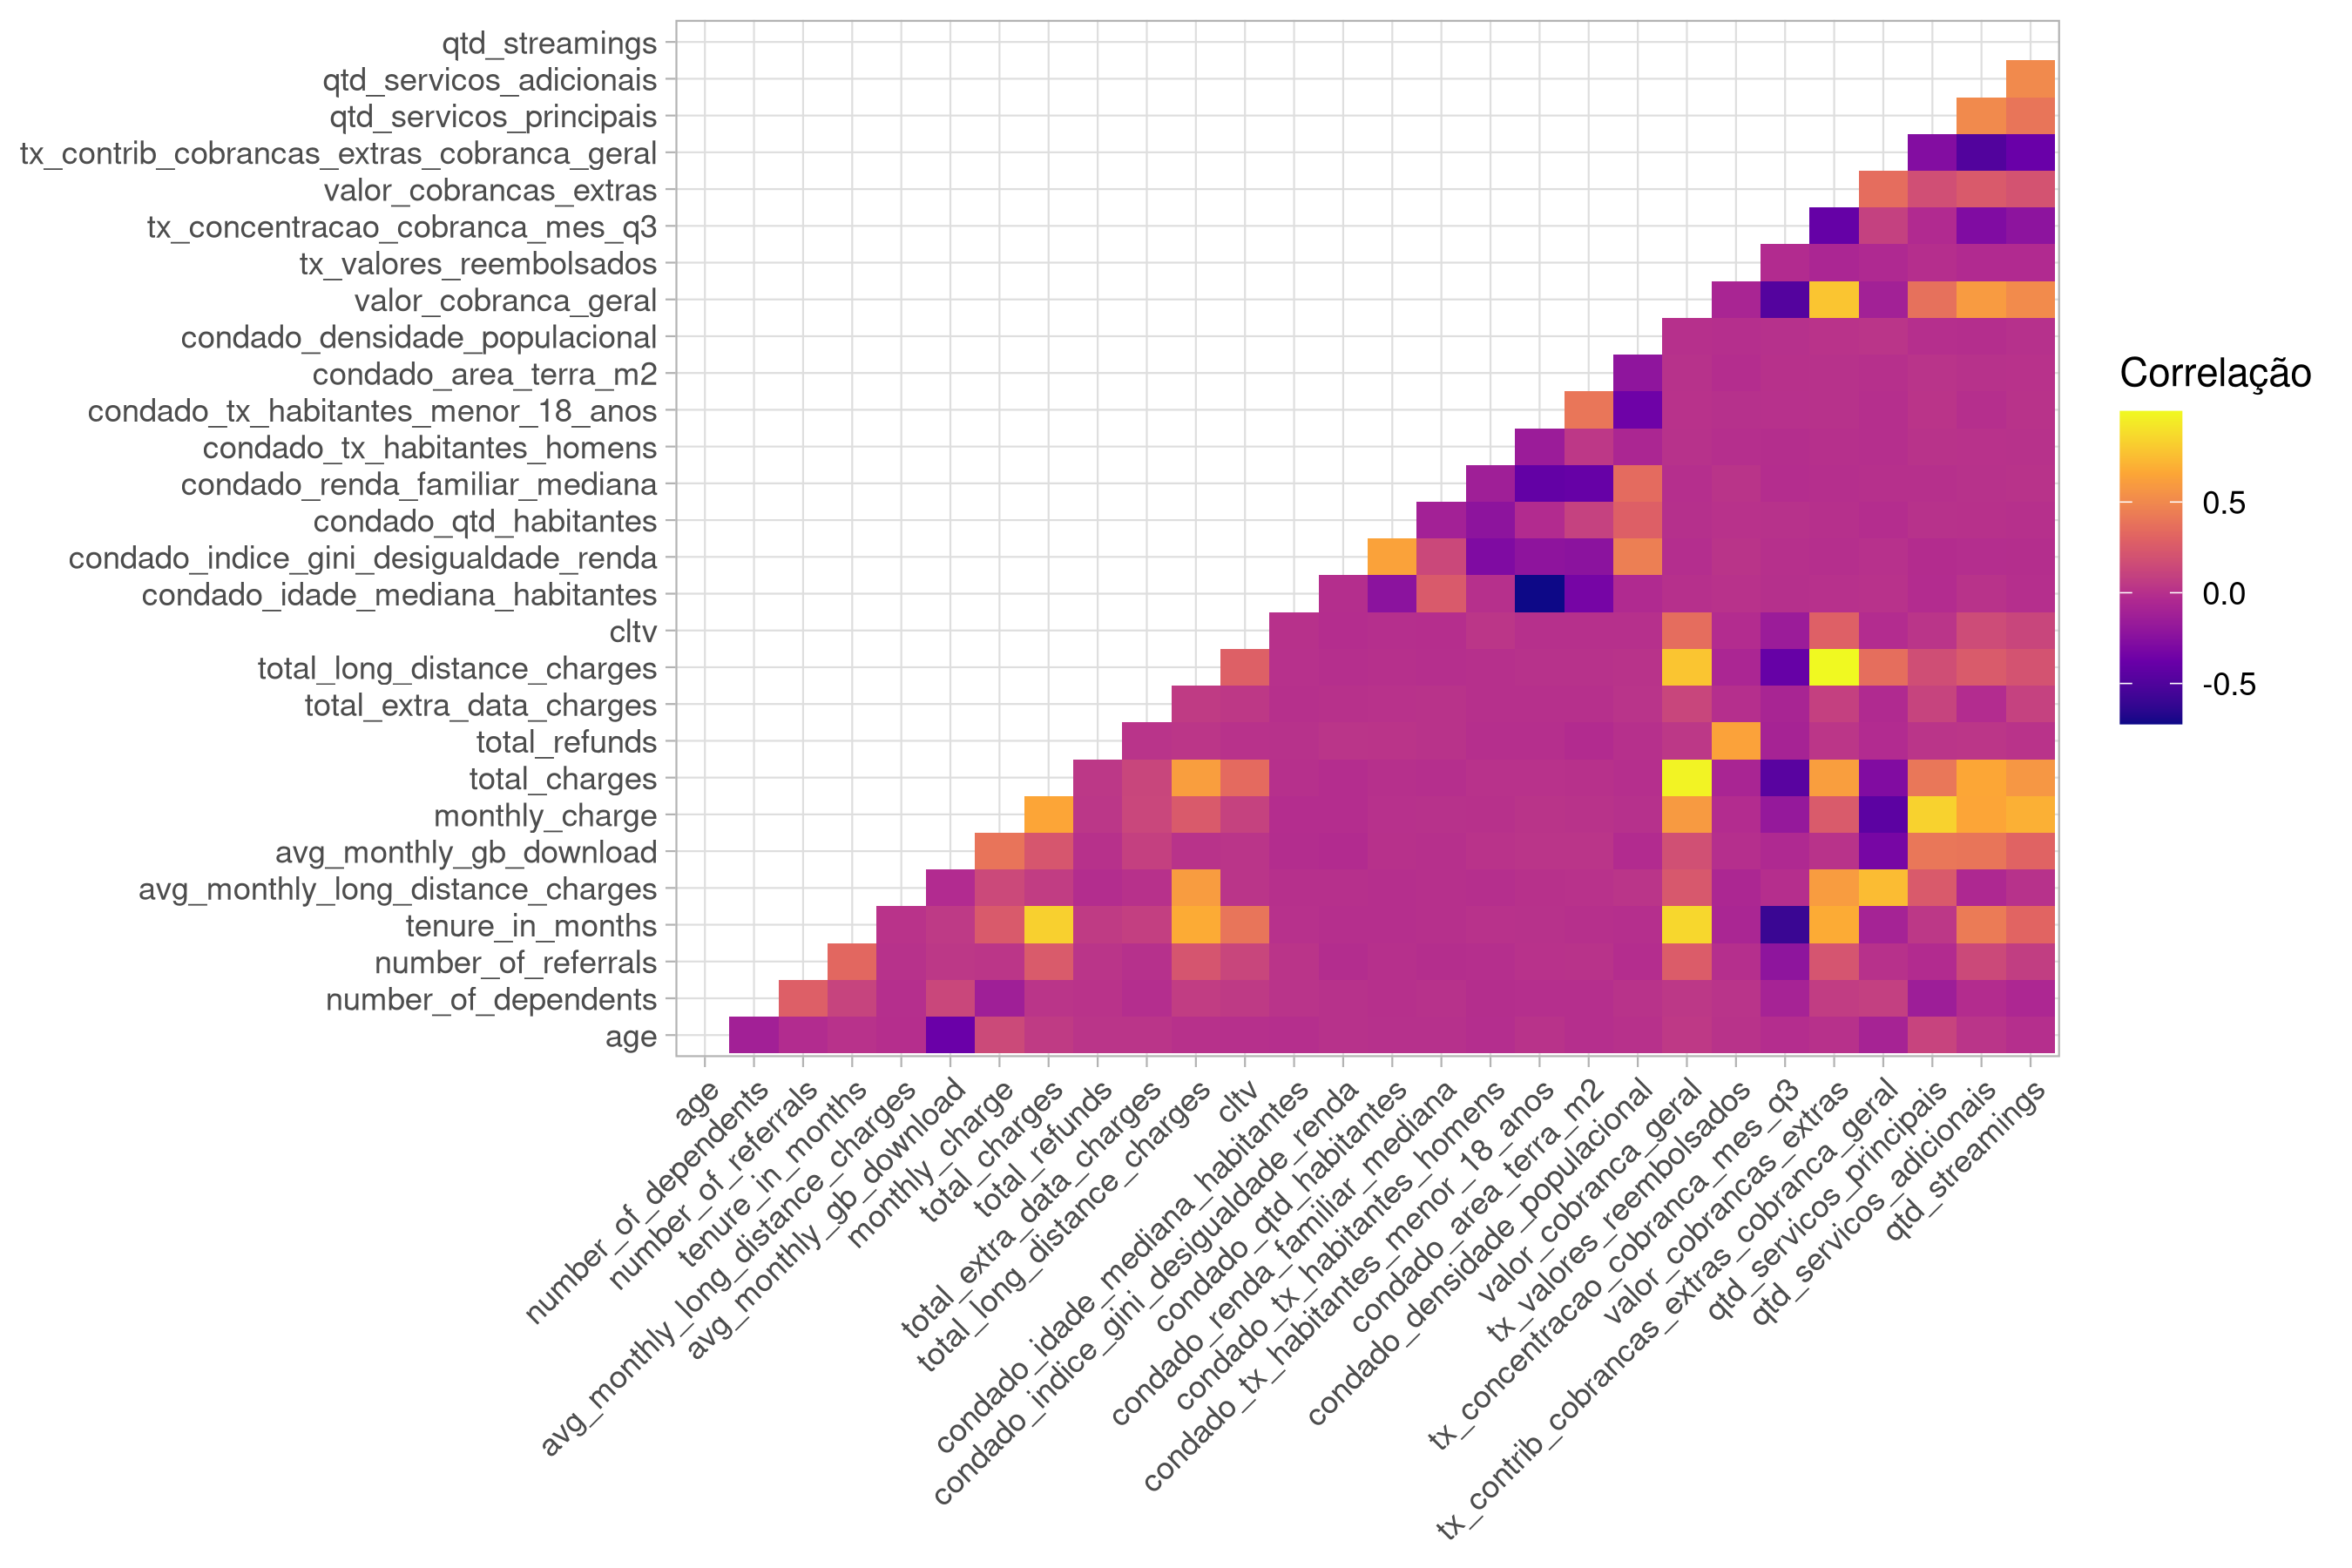 qtd_streamings
qtd_servicos_adicionais
qtd_servicos_principais
tx_contrib_cobrancas_extras_cobranca_geral
valor_cobrancas_extras
tx_concentracao_cobranca_mes_q3
tx_valores_reembolsados
valor_cobranca_geral
condado_densidade_populacional
condado_area_terra_m2
condado_tx_habitantes_menor_18_anos
condado_tx_habitantes_homens
condado_renda_familiar_mediana
condado_qtd_habitantes
condado_indice_gini_desigualdade_renda
condado_idade_mediana_habitantes
cltv
total_long_distance_charges
total_extra_data_charges
total_refunds
total_charges
monthly_charge
avg_monthly_gb_download
avg_monthly_long_distance_charges
tenure_in_months
number_of_referrals
number_of_dependents
age
age
number_of_dependents
number_of_referrals
tenure_in_months
avg_monthly_long_distance_charges
avg_monthly_gb_download
monthly_charge
total_charges
total_refunds
total_extra_data_charges
total_long_distance_charges
cltv
condado_idade_mediana_habitantes
condado_indice_gini_desigualdade_renda
condado_qtd_habitantes
condado_renda_familiar_mediana
condado_tx_habitantes_homens
condado_tx_habitantes_menor_18_anos
condado_area_terra_m2
condado_densidade_populacional
valor_cobranca_geral
tx_valores_reembolsados
tx_concentracao_cobranca_mes_q3
valor_cobrancas_extras
tx_contrib_cobrancas_extras_cobranca_geral
qtd_servicos_principais
qtd_servicos_adicionais
qtd_streamings
Correlação
0.5
0.0
-0.5